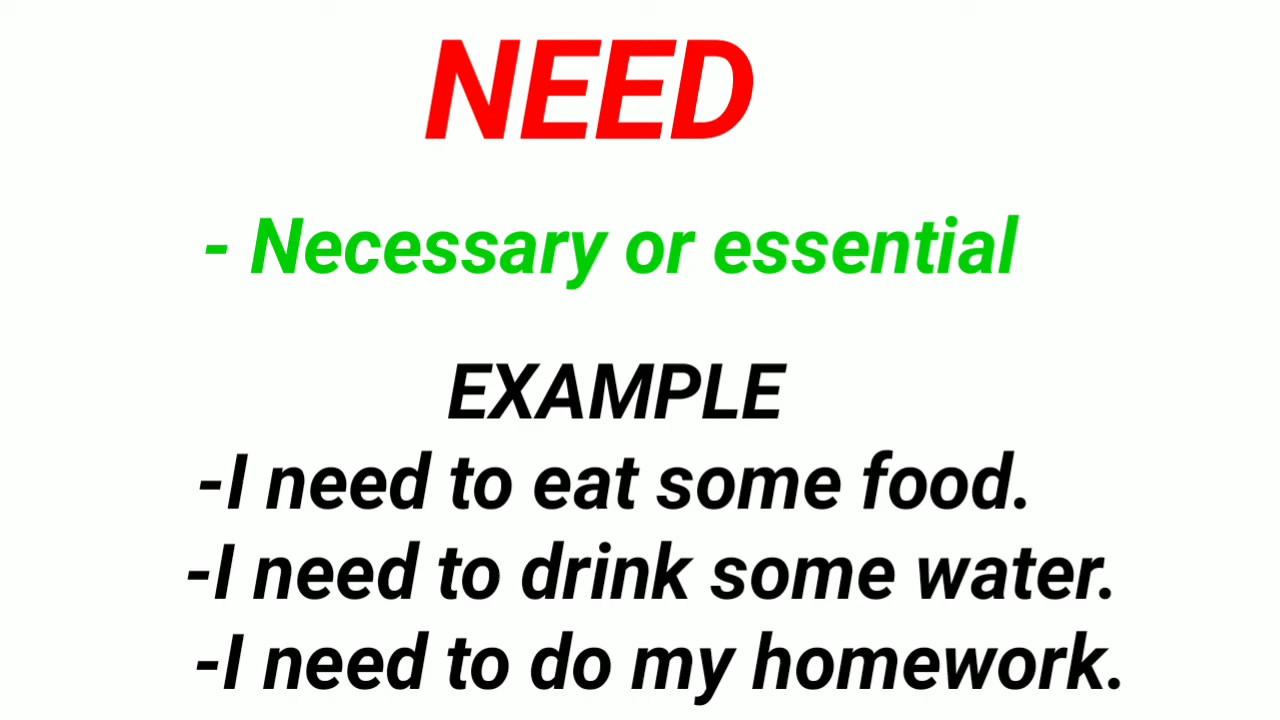 NEED
- Necessary or essential
EXAMPLE
-I need to eat some food.
-I need to drink some water.
-I need to do my homework.